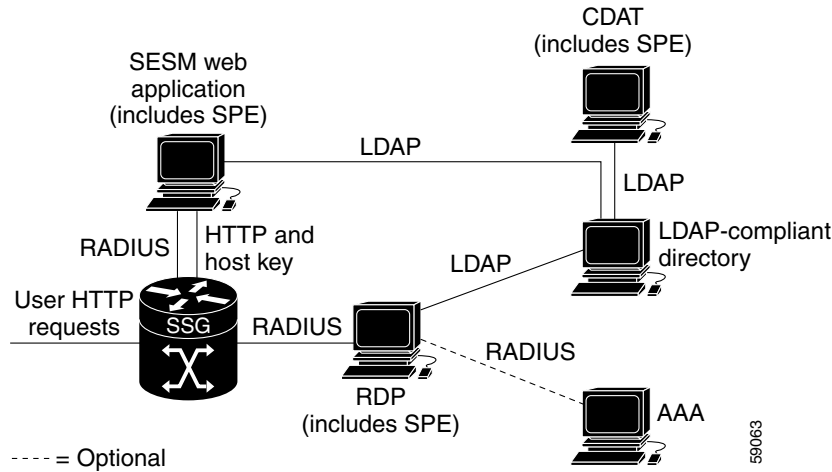 CDAT
(includes SPE)
SESM web
application
(includes SPE)
LDAP
LDAP
RADIUS
HTTP and
host key
LDAP-compliant
directory
LDAP
User HTTP
requests
SSG
RADIUS
RADIUS
RDP
(includes SPE)
AAA
59063
---- = Optional